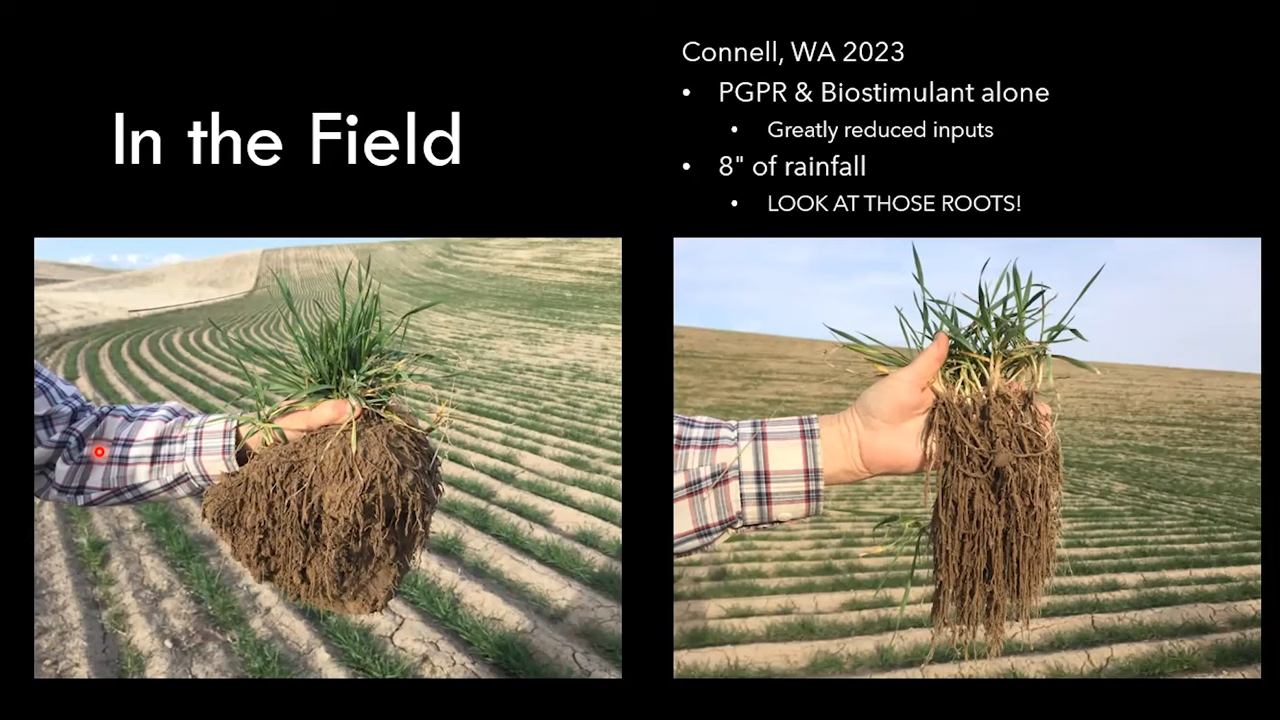 In the Field
Connell, WA 2023
• PGPR & Biostimulant alone
• Greatly reduced inputs
• 8" of rainfall
• LOOK AT THOSE ROOTS!